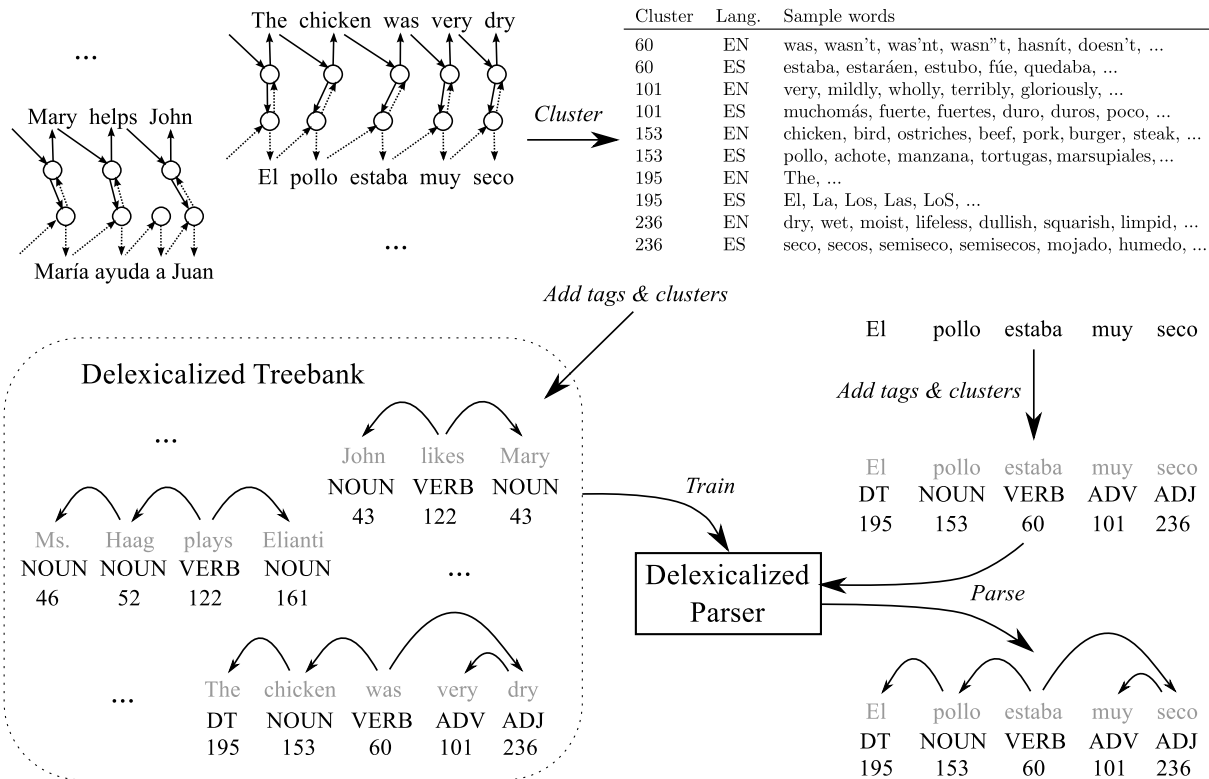 The chicken was very dry
...
Mary helps John
El pollo estaba muy seco
...
María ayuda a Juan
Cluster
Cluster Lang. Sample words
60 EN was, wasn't, was'nt, wasn"t, hasnít, doesn't, ...
60 ES estaba, estaráen, estubo, fúe, quedaba, ...
101 EN very, mildly, wholly, terribly, gloriously, ...
101 ES muchomás, fuerte, fuertes, duro, duros, poco, ...
153 EN chicken, bird, ostriches, beef, pork, burger, steak, ...
153 ES pollo, achote, manzana, tortugas, marsupiales, ...
195 EN The, ...
195 ES El, La, Los, Las, LoS, ...
236 EN dry, wet, moist, lifeless, dullish, squarish, limpid, ...
236 ES seco, secos, semiseco, semisecos, mojado, humedo, ...
Add tags & clusters
Delexicalized Treebank
...
John likes Mary
NOUN VERB NOUN
43 122 43
Ms. Haag plays Elianti
NOUN NOUN VERB NOUN
46 52 122 161
...
...
The chicken was very dry
DT NOUN VERB ADV ADJ
195 153 60 101 236
Train
Delexicalized
Parser
El pollo estaba muy seco
Add tags & clusters
El pollo estaba muy seco
DT NOUN VERB ADV ADJ
195 153 60 101 236
Parse
El pollo estaba muy seco
DT NOUN VERB ADV ADJ
195 153 60 101 236